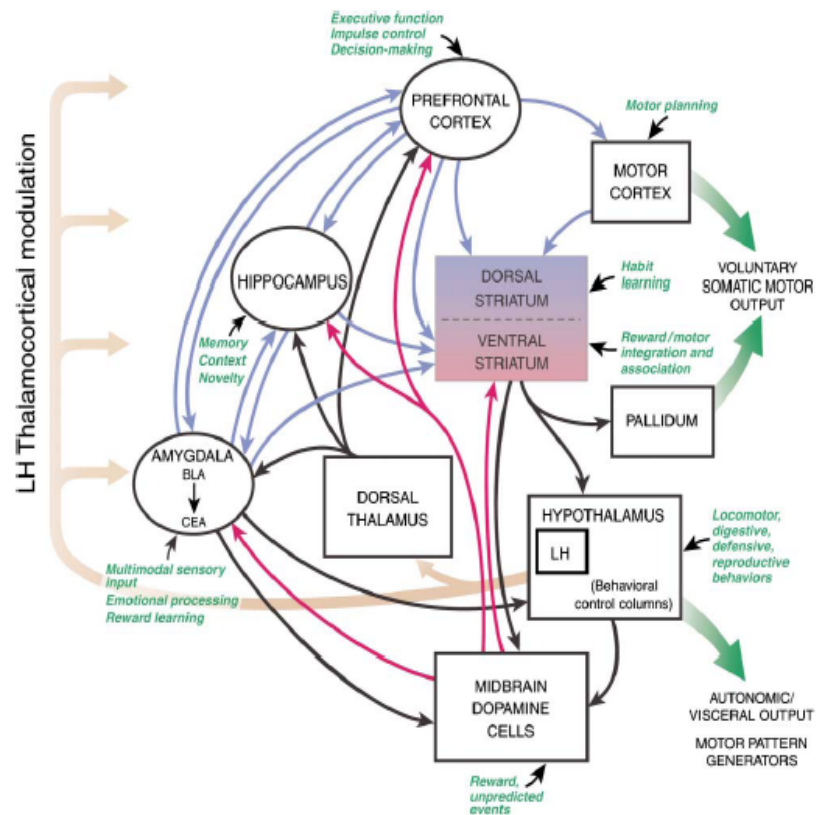 Executive function
Impulse control
Decision-making
PREFRONTAL
CORTEX
Motor planning
MOTOR
CORTEX
LH Thalamocortical modulation
HIPPOCAMPUS
Memory
Context
Novelty
DORSAL
STRIATUM
VENTRAL
STRIATUM
Habit
learning
Reward/motor
integration and
association
VOLUNTARY
SOMATIC MOTOR
OUTPUT
PALLIDUM
AMYGDALA
BLA
CEA
DORSAL
THALAMUS
HYPOTHALAMUS
LH
(Behavioral
control columns)
Locomotor,
digestive,
defensive,
reproductive
behaviors
Multimodal sensory
input
Emotional processing
Reward learning
MIDBRAIN
DOPAMINE
CELLS
AUTONOMIC/
VISCERAL OUTPUT
MOTOR PATTERN
GENERATORS
Reward,
unpredicted
events